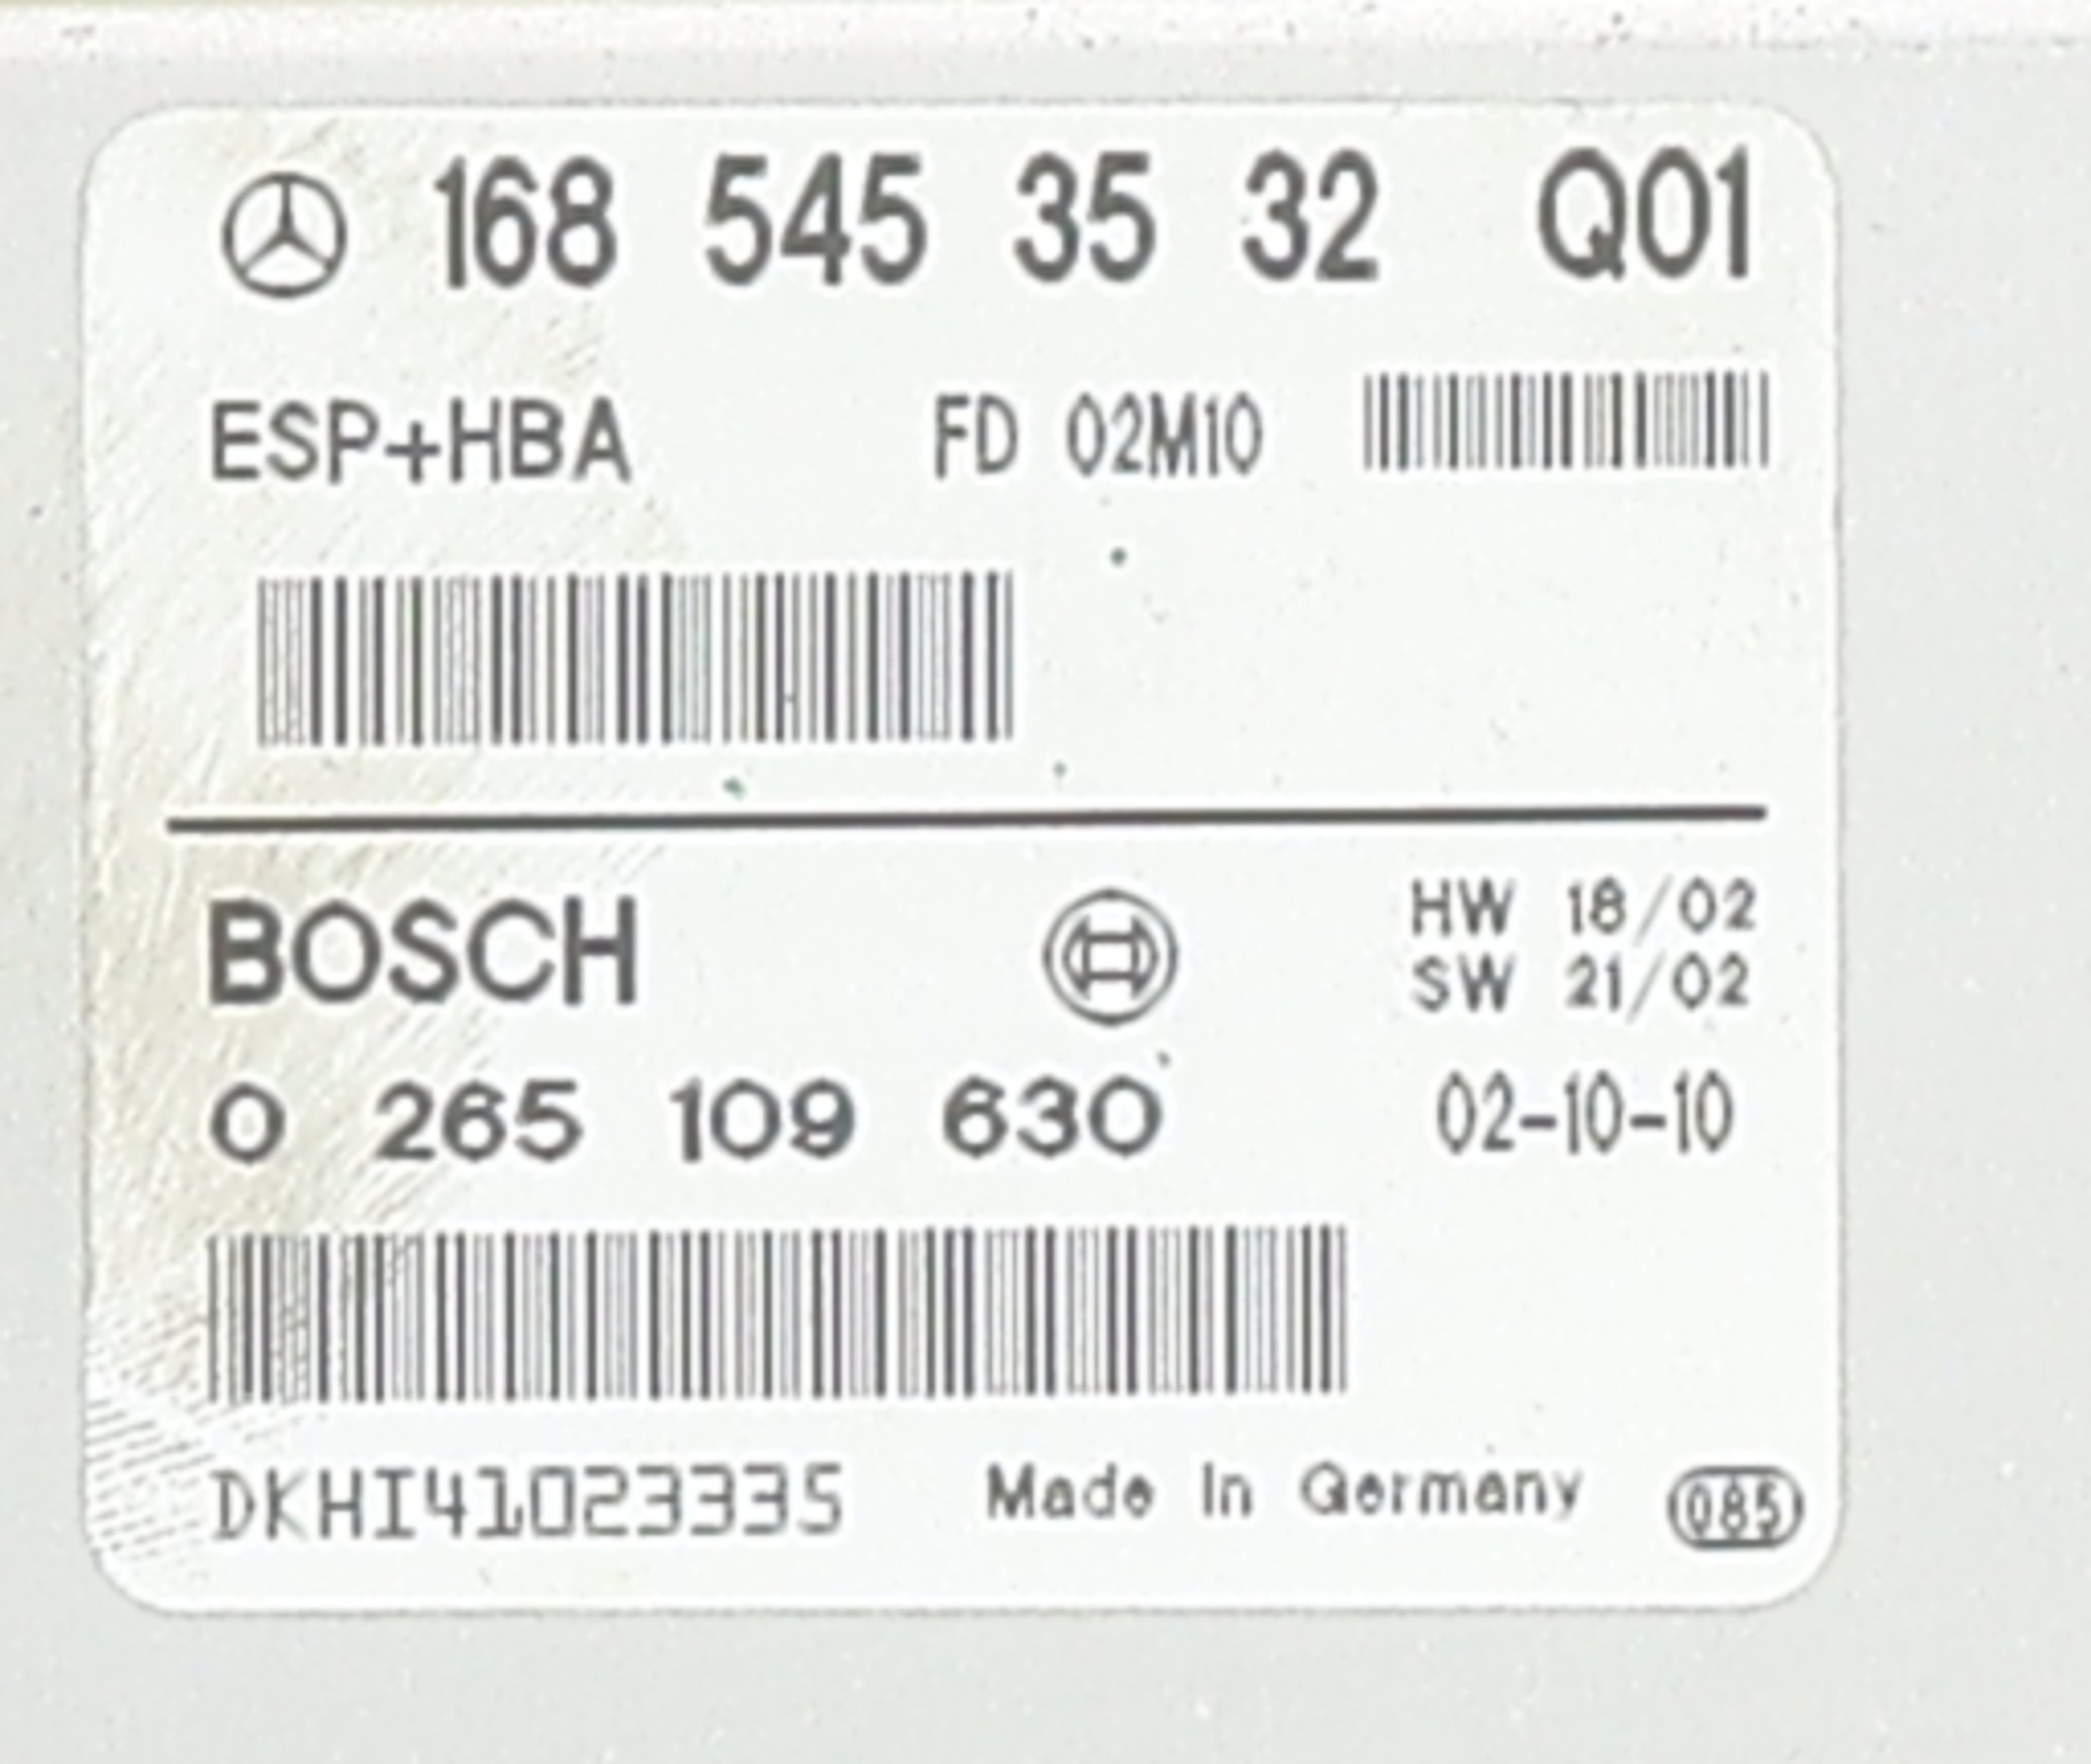 168 545 35 32 Q01
ESP+HBA FD 02M10
BOSCH HW 18/02
SW 21/02
0 265 109 630 02-10-10
DKHI41023335 Made In Germany 085